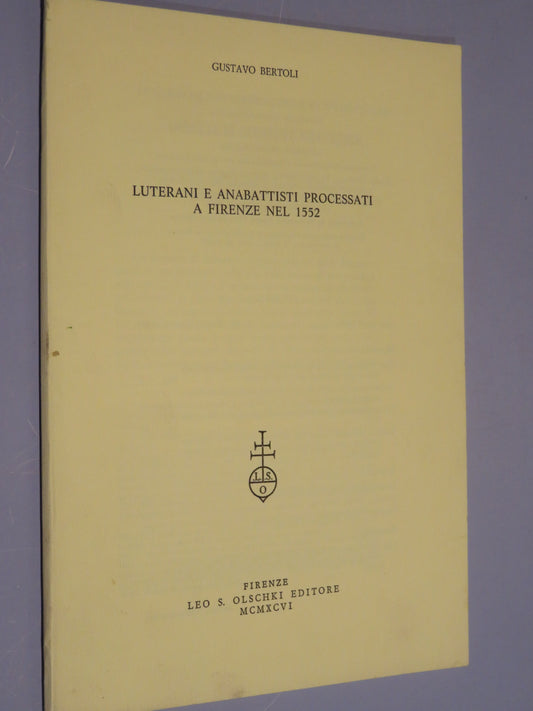 GUSTAVO BERTOLI
LUTERANI E ANABATTISTI PROCESSATI
A FIRENZE NEL 1552
L. S.
O
FIRENZE
LEO S. OLSCHKI EDITORE
MCMXCVI